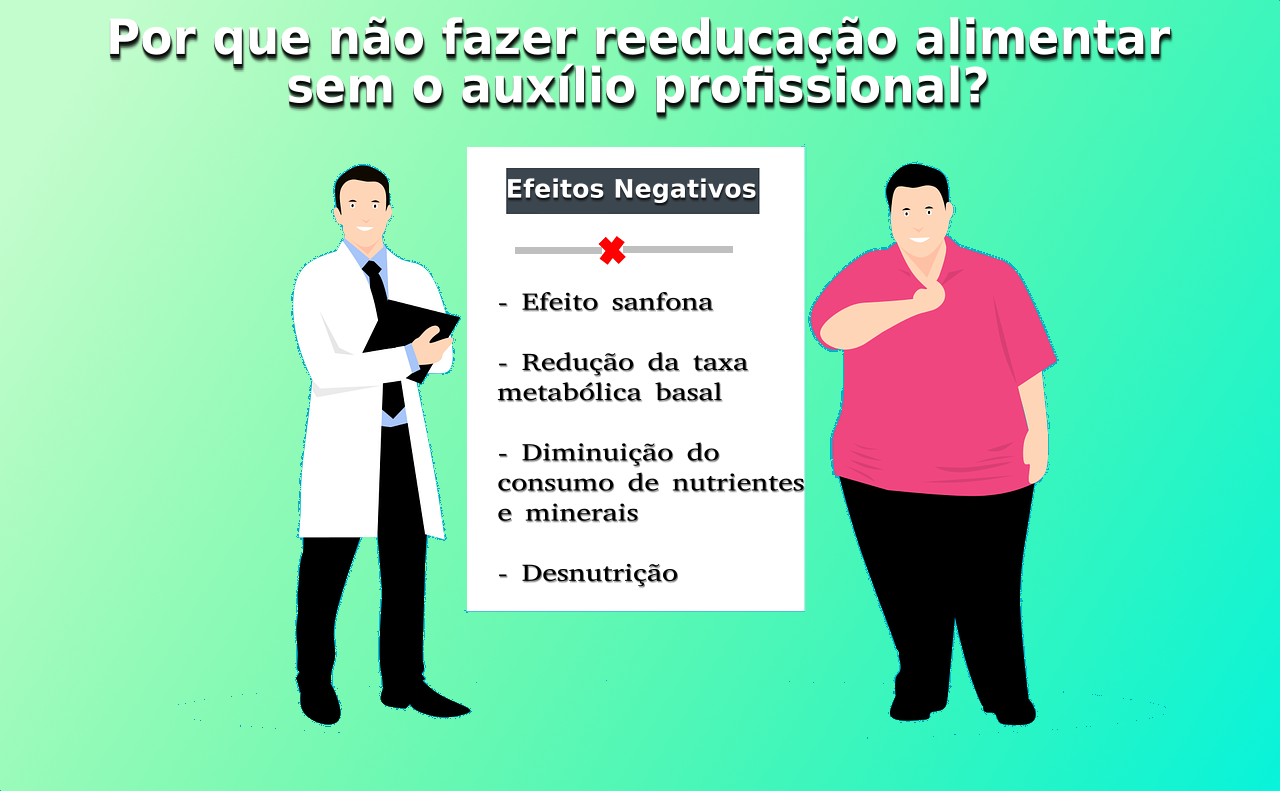 Por que não fazer reeducação alimentar
sem o auxílio profissional?
Efeitos Negativos
- Efeito sanfona
- Redução da taxa
metabólica basal
- Diminuição do
consumo de nutrientes
e minerais
- Desnutrição